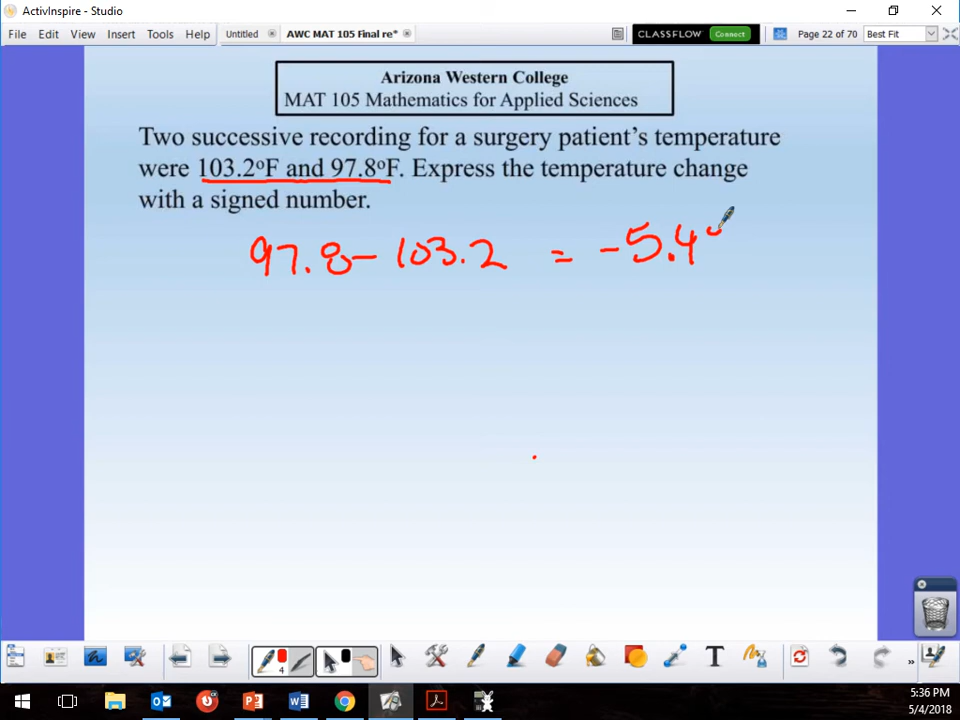 ActivInspire - Studio
File Edit View Insert Tools Help Untitled AWC MAT 105 Final re* CLASSFLOW Connect Page 22 of 70 Best Fit
Arizona Western College
MAT 105 Mathematics for Applied Sciences
Two successive recording for a surgery patient's temperature
were 103.2°F and 97.8°F. Express the temperature change
with a signed number.
97.8 - 103.2 = -5.4°
4
»
5:36 PM
5/4/2018